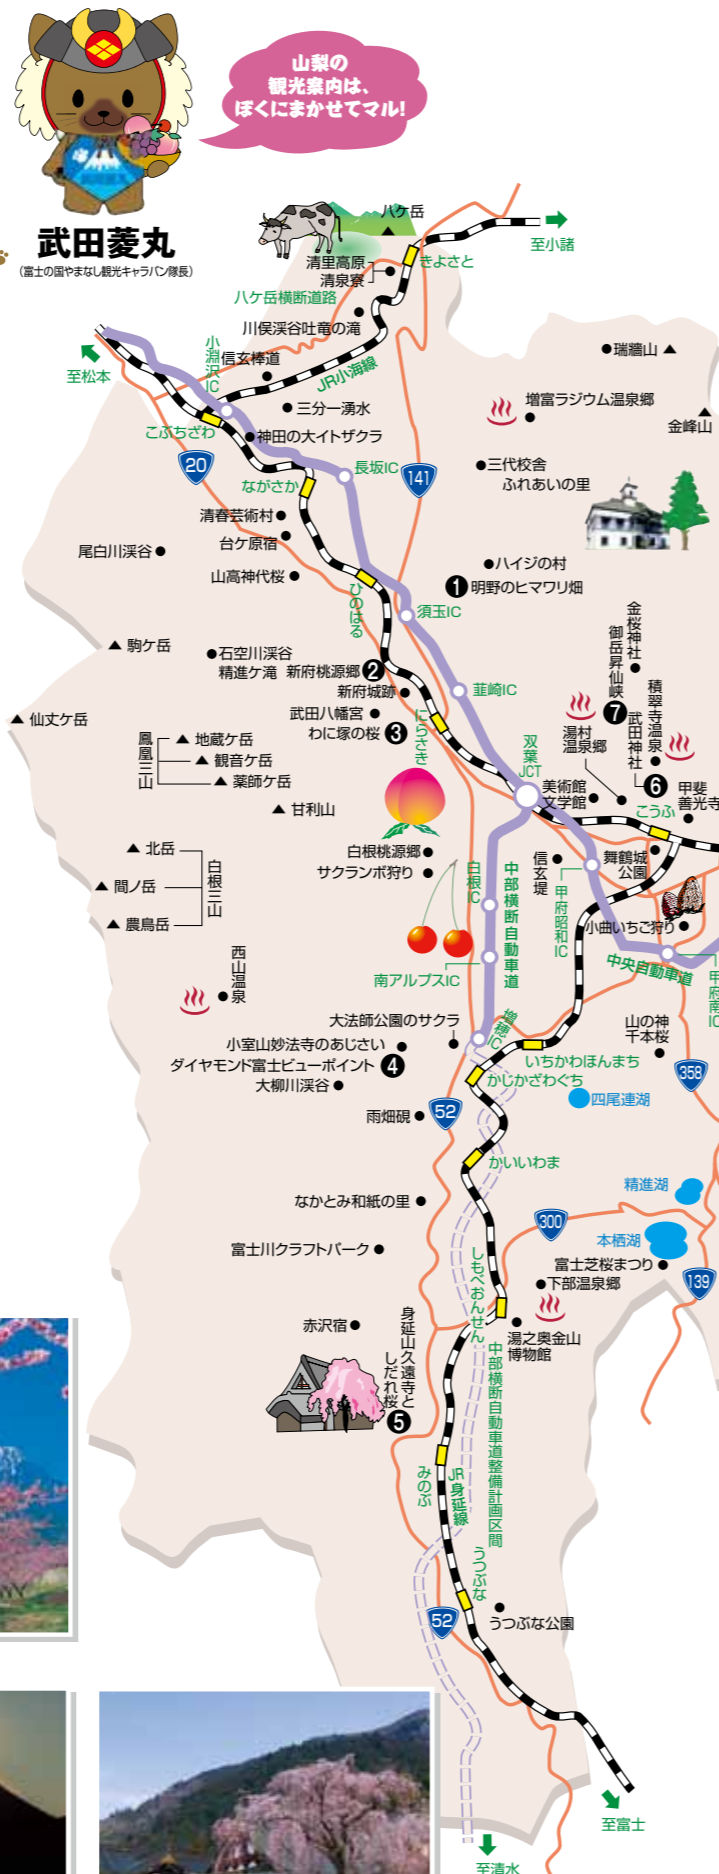 山梨の
観光案内は、
ぼくにまかせてマル!
武田菱丸
(富士の国やまなし観光キャラバン隊長)
八ケ岳
至小諸
清里高原
清泉寮
きよさと
八ケ岳横断道路
川俣渓谷吐竜の滝
小淵沢IC
信玄棒道
JR小海線
至松本
瑞牆山
増富ラジウム温泉郷
金峰山
三分一湧水
こぶちざわ
神田の大イトザクラ
20
長坂IC
141
三代校舎
ふれあいの里
ながさか
清春芸術村
台ケ原宿
尾白川渓谷
山高神代桜
ひのはる
ハイジの村
1 明野のヒマワリ畑
須玉IC
金桜神社
御岳昇仙峡
7
駒ケ岳
石空川渓谷
精進ケ滝
新府桃源郷 2
新府城跡
韮崎IC
積翠寺温泉
武田神社
6
仙丈ケ岳
武田八幡宮
わに塚の桜 3
にらさき
湯村
温泉郷
鳳凰三山
地蔵ケ岳
観音ケ岳
薬師ケ岳
双葉
JCT
美術館
文学館
甲斐
善光寺
こうふ
甘利山
北岳
間ノ岳
農鳥岳
白根三山
白根桃源郷
サクランボ狩り
白根IC
中部横断自動車道
信玄堤
甲府昭和IC
舞鶴城
公園
小曲いちご狩り
中央自動車道
甲府南IC
西山温泉
南アルプスIC
大法師公園のサクラ
増穂IC
山の神
千本桜
小室山妙法寺のあじさい
ダイヤモンド富士ビューポイント 4
大柳川渓谷
いちかわほんまち
かじかざわぐち
358
四尾連湖
雨畑硯
52
かいいわま
精進湖
なかとみ和紙の里
300
本栖湖
富士川クラフトパーク
富士芝桜まつり
139
しもべおんせん
下部温泉郷
赤沢宿
身延山久遠寺と
しだれ桜
5
湯之奥金山
博物館
中部横断自動車道整備計画区間
みのぶ
JR身延線
うつぶな
52
うつぶな公園
至富士
至清水